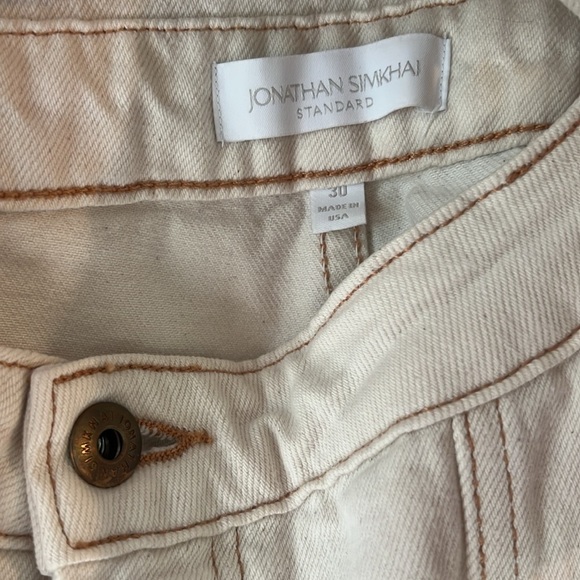 JONATHAN SIMKHAI
STANDARD
30
MADE IN
USA